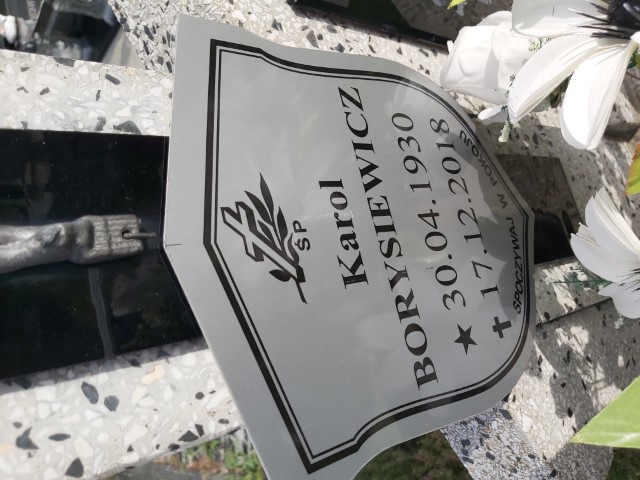 ŚP
Karol
BORYSIEWICZ
★ 30.04.1930
✝ 17.12.2018
SPOCZYWAJ W POKOJU